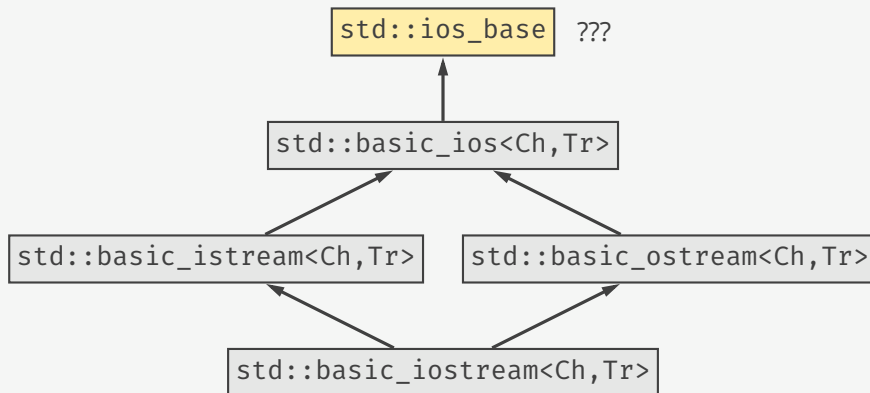 std::ios_base ???
std::basic_ios<Ch,Tr>
std::basic_istream<Ch,Tr> std::basic_ostream<Ch,Tr>
std::basic_iostream<Ch,Tr>